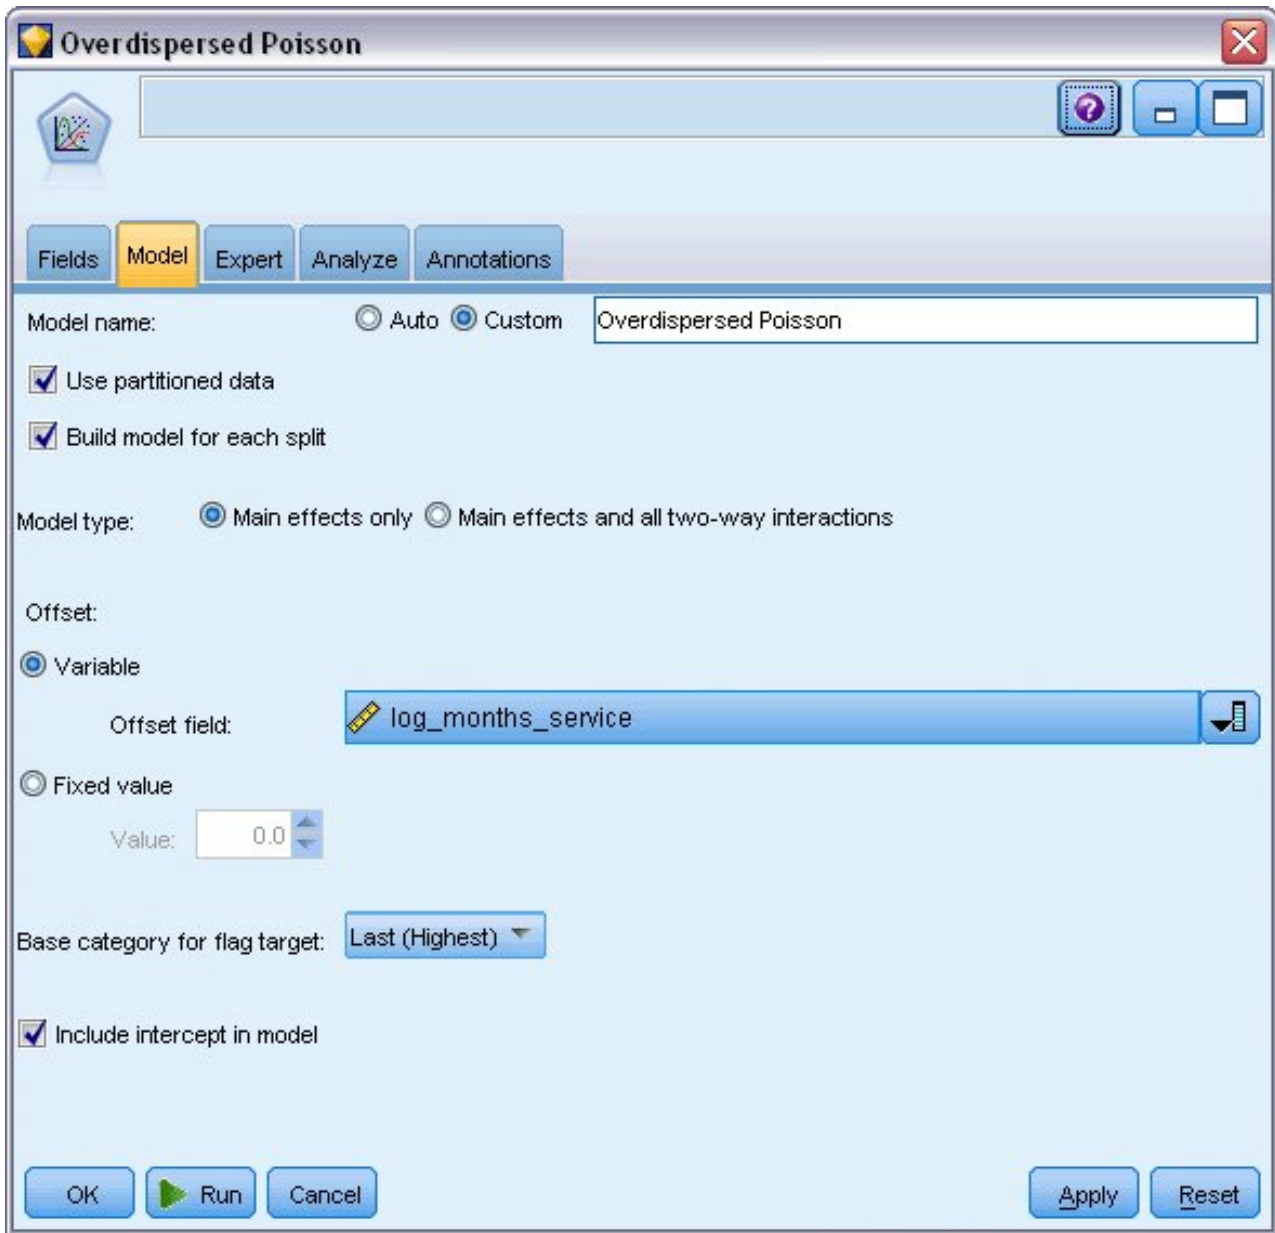 Overdispersed Poisson
Fields Model Expert Analyze Annotations
Model name: Auto Custom Overdispersed Poisson
Use partitioned data
Build model for each split
Model type: Main effects only Main effects and all two-way interactions
Offset:
Variable
Offset field: log_months_service
Fixed value
Value: 0.0
Base category for flag target: Last (Highest)
Include intercept in model
OK Run Cancel Apply Reset